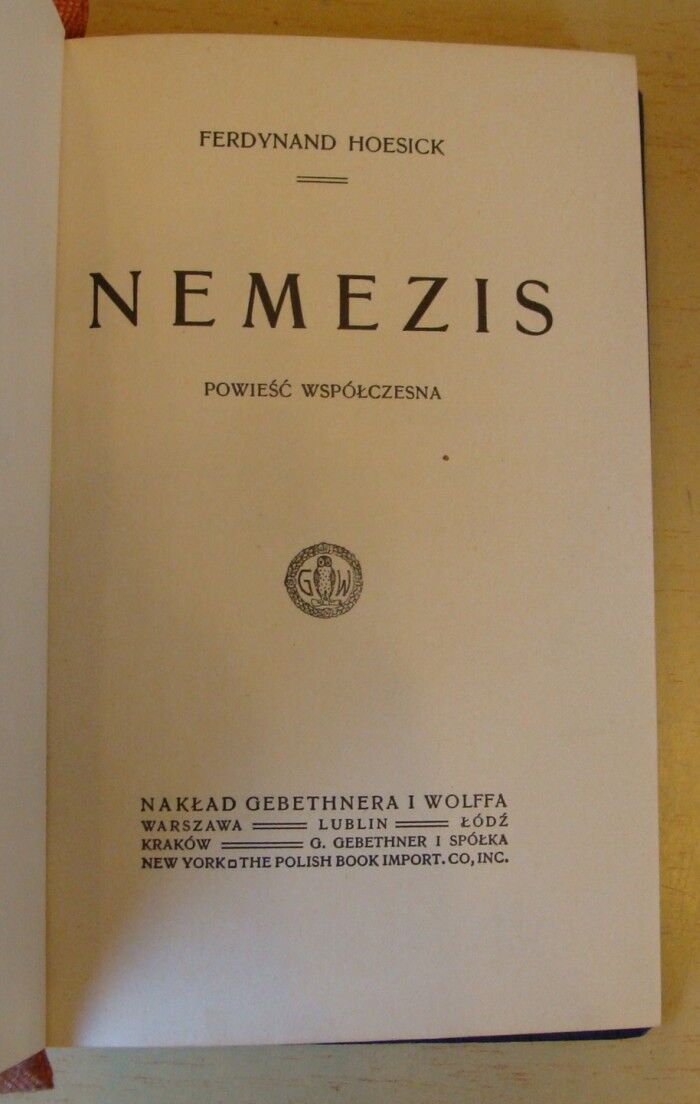 FERDYNAND HOESICK
NEMEZIS
POWIEŚĆ WSPÓŁCZESNA
G W
NAKŁAD GEBETHNERA I WOLFFA
WARSZAWA LUBLIN ŁÓDŹ
KRAKÓW G. GEBETHNER I SPÓŁKA
NEW YORK THE POLISH BOOK IMPORT. CO, INC.